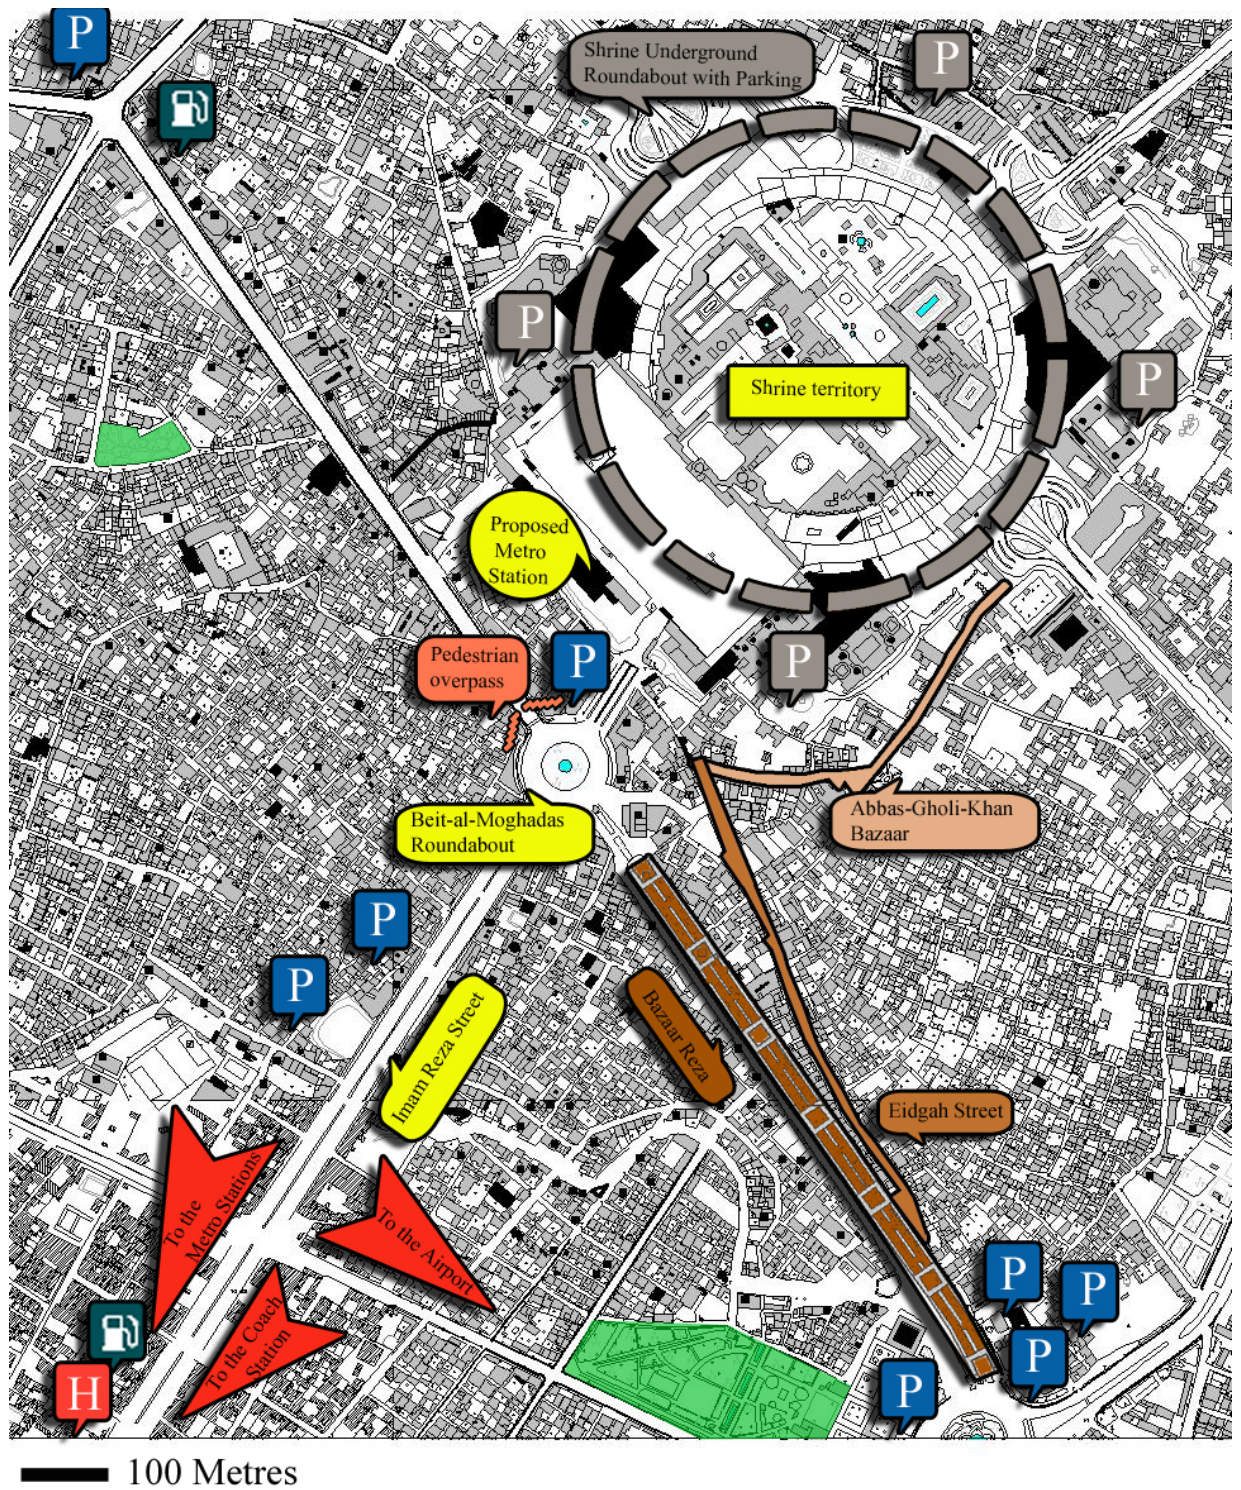 P
Shrine Underground
Roundabout with Parking
P
P
P
Shrine territory
Proposed
Metro
Station
Pedestrian
overpass
P
P
Beit-al-Moghadas
Roundabout
Abbas-Gholi-Khan
Bazaar
P
P
Imam Reza Street
Bazaar Reza
Eidgah Street
To the
Metro Stations
To the Airport
To the Coach
Station
P
P
P
P
H
100 Metres